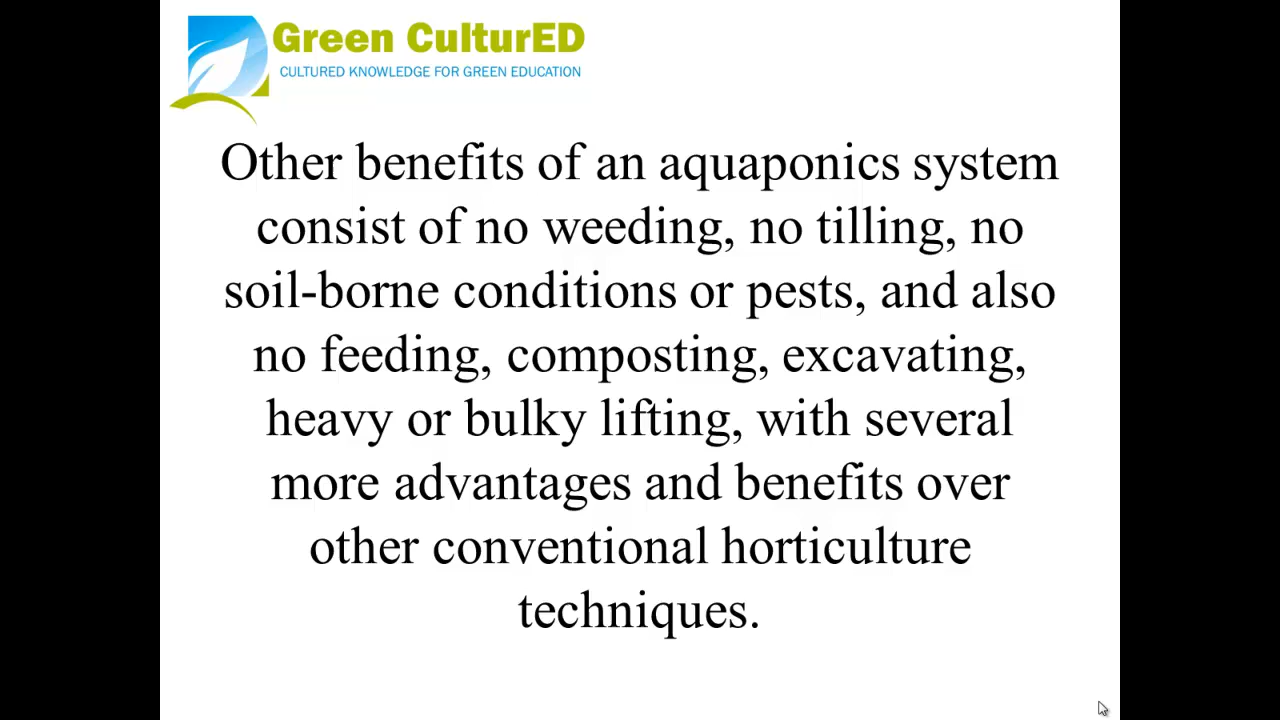 Green CulturED
CULTURED KNOWLEDGE FOR GREEN EDUCATION
Other benefits of an aquaponics system
consist of no weeding, no tilling, no
soil-borne conditions or pests, and also
no feeding, composting, excavating,
heavy or bulky lifting, with several
more advantages and benefits over
other conventional horticulture
techniques.